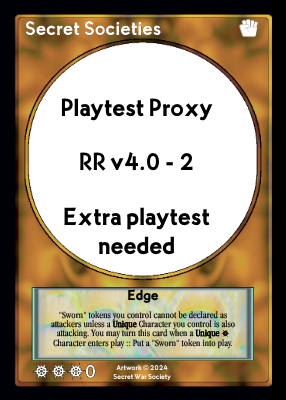 Secret Societies
Playtest Proxy
RR v4.0 - 2
Extra playtest
needed
Edge
"Sworn" tokens you control cannot be declared as
attackers unless a Unique Character you control is also
attacking. You may turn this card when a Unique
Character enters play :: Put a "Sworn" token into play.
0
Artwork © 2024
Secret War Society